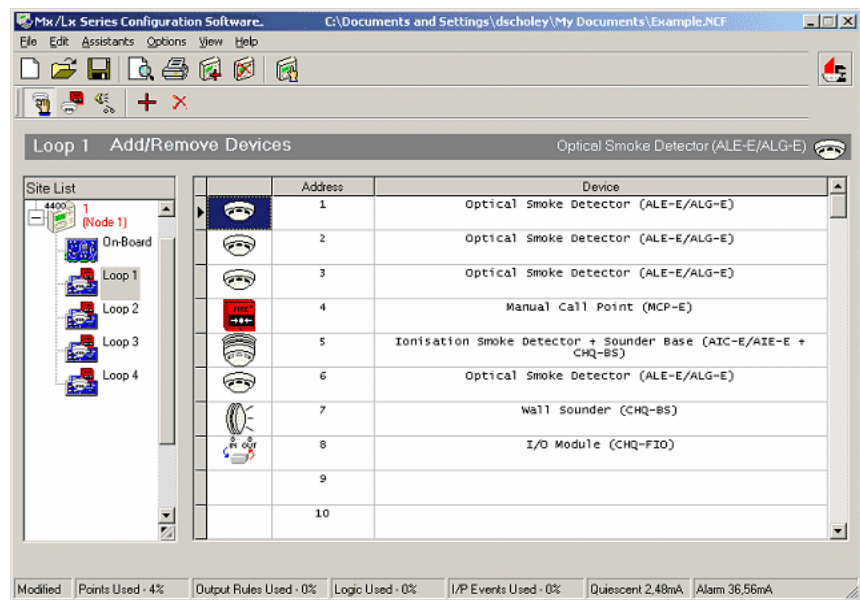 Mx/Lx Series Configuration Software. C:\Documents and Settings\dscholey\My Documents\Example.NCF
File Edit Assistants Options View Help
Loop 1 Add/Remove Devices Optical Smoke Detector (ALE-E/ALG-E)
Site List
4400
1
(Node 1)
On-Board
Loop 1
Loop 2
Loop 3
Loop 4
Address Device
1 Optical Smoke Detector (ALE-E/ALG-E)
2 Optical Smoke Detector (ALE-E/ALG-E)
3 Optical Smoke Detector (ALE-E/ALG-E)
FIRE 4 Manual Call Point (MCP-E)
5 Ionisation Smoke Detector + Sounder Base (AIC-E/AIE-E +
CHQ-BS)
6 Optical Smoke Detector (ALE-E/ALG-E)
7 Wall Sounder (CHQ-BS)
IN OUT 8 I/O Module (CHQ-FIO)
9
10
Modified Points Used - 4% Output Rules Used - 0% Logic Used - 0% I/P Events Used - 0% Quiescent 2,48mA Alarm 36,56mA